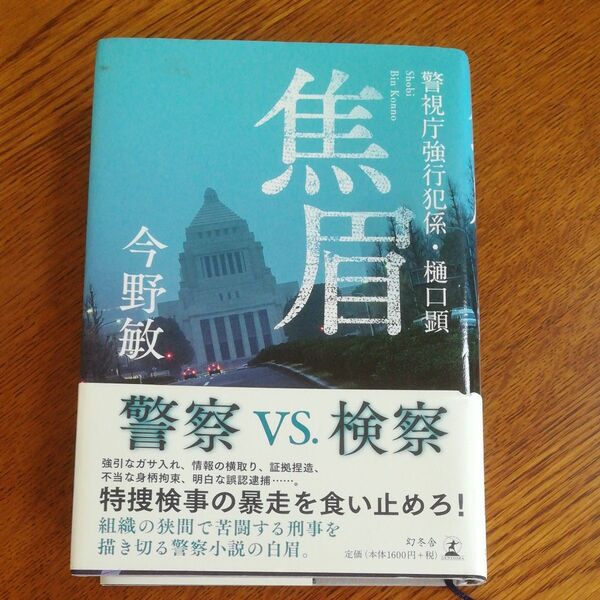 警視庁強行犯係・樋口顕
Shobi
Bin Konno
焦眉
今野敏
警察 VS. 検察
強引なガサ入れ、情報の横取り、証拠捏造、
不当な身柄拘束、明白な誤認逮捕……。
特捜検事の暴走を食い止めろ！
組織の狭間で苦闘する刑事を
描き切る警察小説の白眉。
幻冬舎
定価（本体1600円＋税）
GENTOSHA